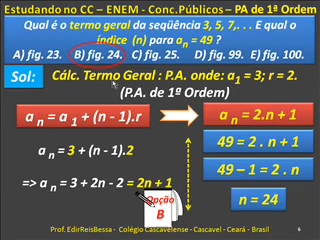 Estudando no CC – ENEM - Conc.Públicos – PA de 1ª Ordem
Qual é o termo geral da seqüência 3, 5, 7,. . . E qual o
índice (n) para an = 49 ?
A) fig. 23. B) fig. 24. C) fig. 25. D) fig. 99. E) fig. 100.
Sol:
Cálc. Termo Geral : P.A. onde: a1 = 3; r = 2.
(P.A. de 1ª Ordem)
a n = a 1 + (n - 1).r
a n = 2.n + 1
a n = 3 + (n - 1).2
49 = 2 . n + 1
49 – 1 = 2 . n
=> a n = 3 + 2n - 2 = 2n + 1
n = 24
Opção
B
Prof. EdirReisBessa - Colégio Cascavelense - Cascavel - Ceará - Brasil
6